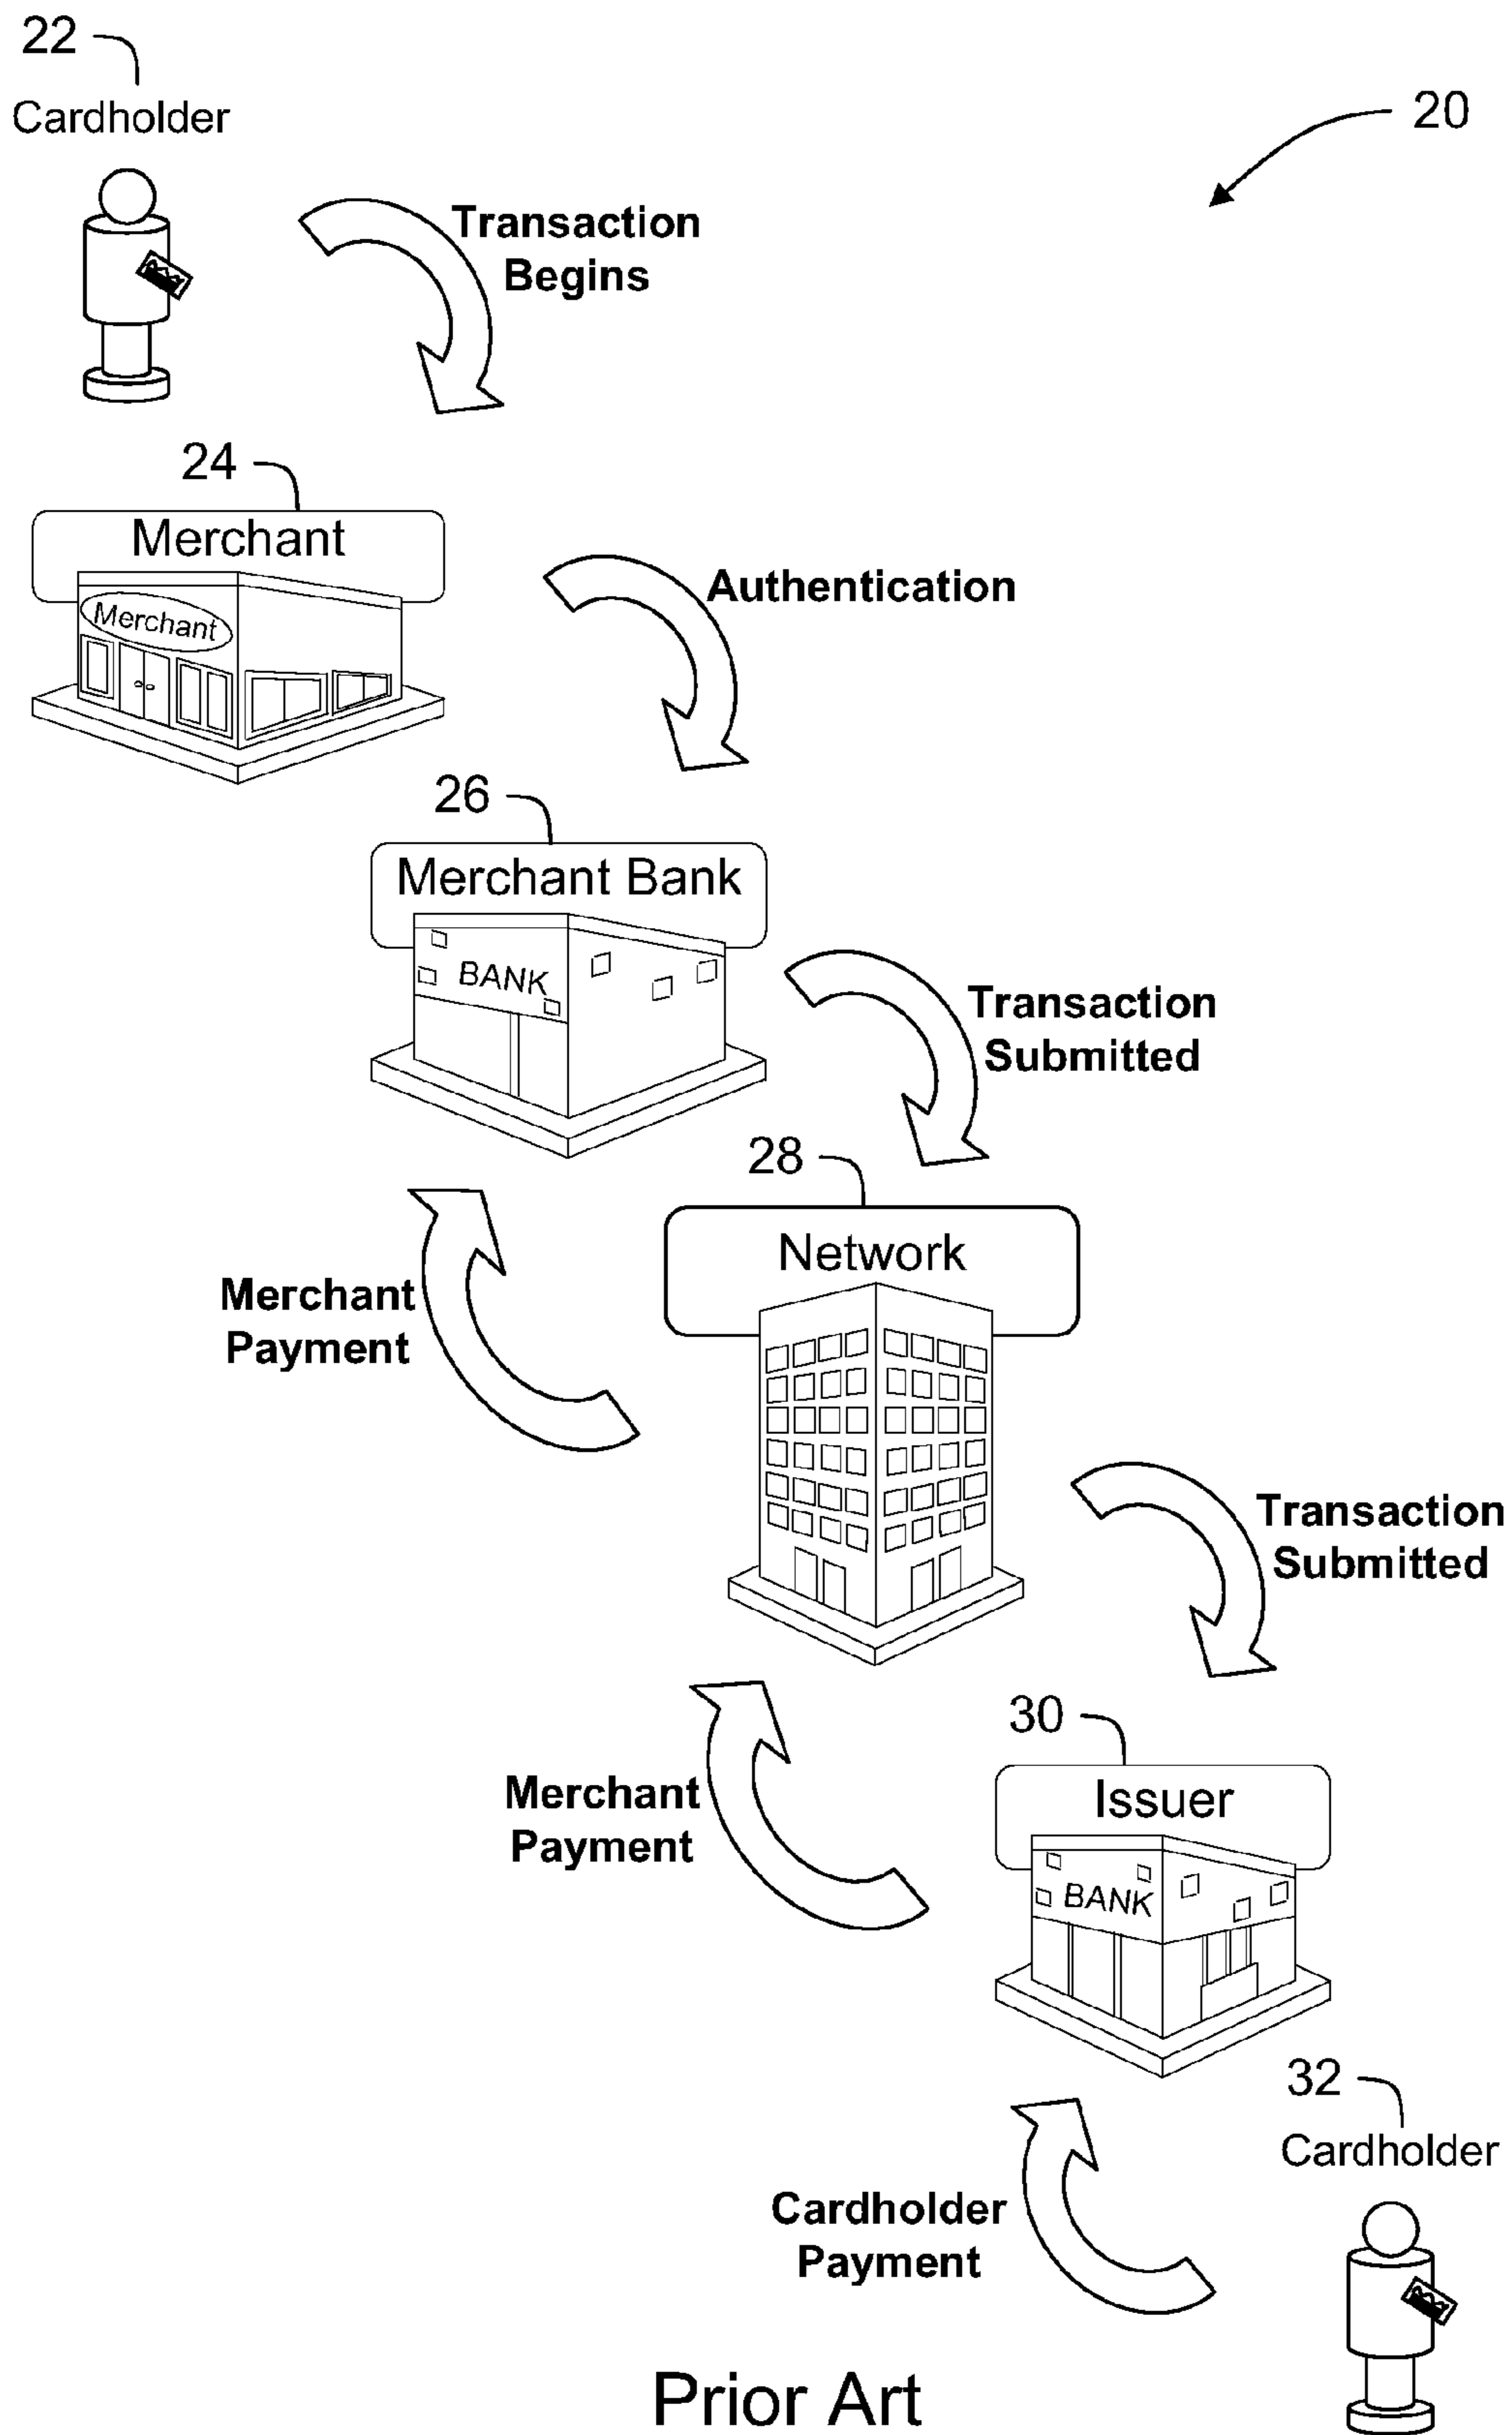 22
Cardholder
20
Transaction
Begins
24
Merchant
Merchant
Authentication
26
Merchant Bank
BANK
Transaction
Submitted
28
Network
Merchant
Payment
Transaction
Submitted
30
Issuer
BANK
Merchant
Payment
32
Cardholder
Cardholder
Payment
Prior Art